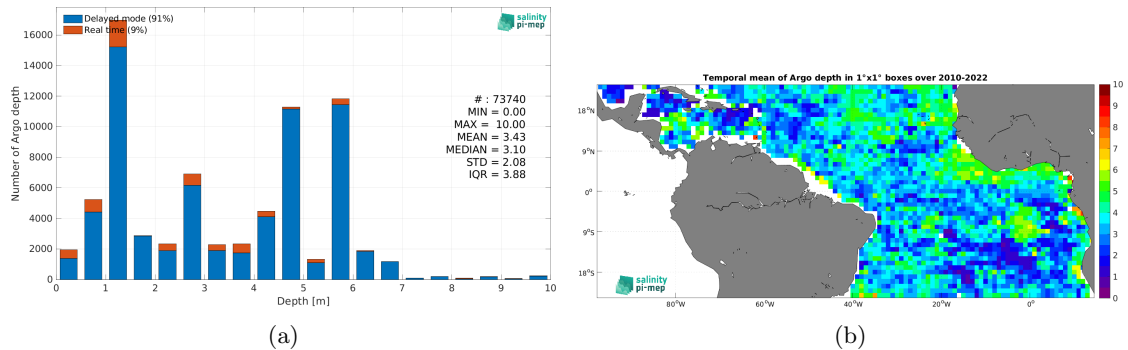 Delayed mode (91%)
Real time (9%)
salinity
pi-mep
16000
14000
12000
10000
8000
6000
4000
2000
0
Number of Argo depth
# : 73740
MIN = 0.00
MAX = 10.00
MEAN = 3.43
MEDIAN = 3.10
STD = 2.08
IQR = 3.88
0 1 2 3 4 5 6 7 8 9 10
Depth [m]
(a)
Temporal mean of Argo depth in 1°x1° boxes over 2010-2022
18°N
9°N
0°
9°S
18°S
80°W 60°W 40°W 20°W 0°
salinity
pi-mep
10
9
8
7
6
5
4
3
2
1
0
(b)